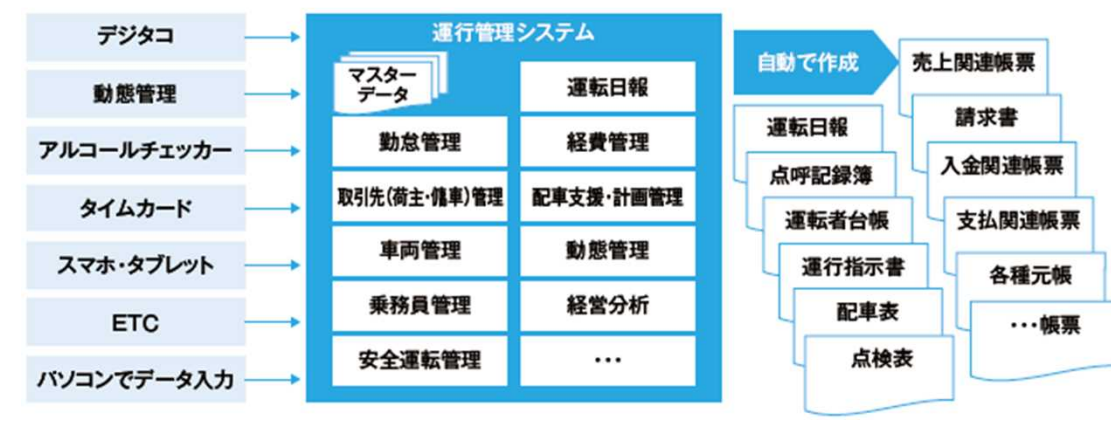 デジタコ
動態管理
アルコールチェッカー
タイムカード
スマホ・タブレット
ETC
パソコンでデータ入力
運行管理システム
マスター
データ
運転日報
勤怠管理
経費管理
取引先(荷主・傭車)管理
配車支援・計画管理
車両管理
動態管理
乗務員管理
経営分析
安全運転管理
・・・
自動で作成
運転日報
点呼記録簿
運転者台帳
運行指示書
配車表
点検表
売上関連帳票
請求書
入金関連帳票
支払関連帳票
各種元帳
・・・帳票